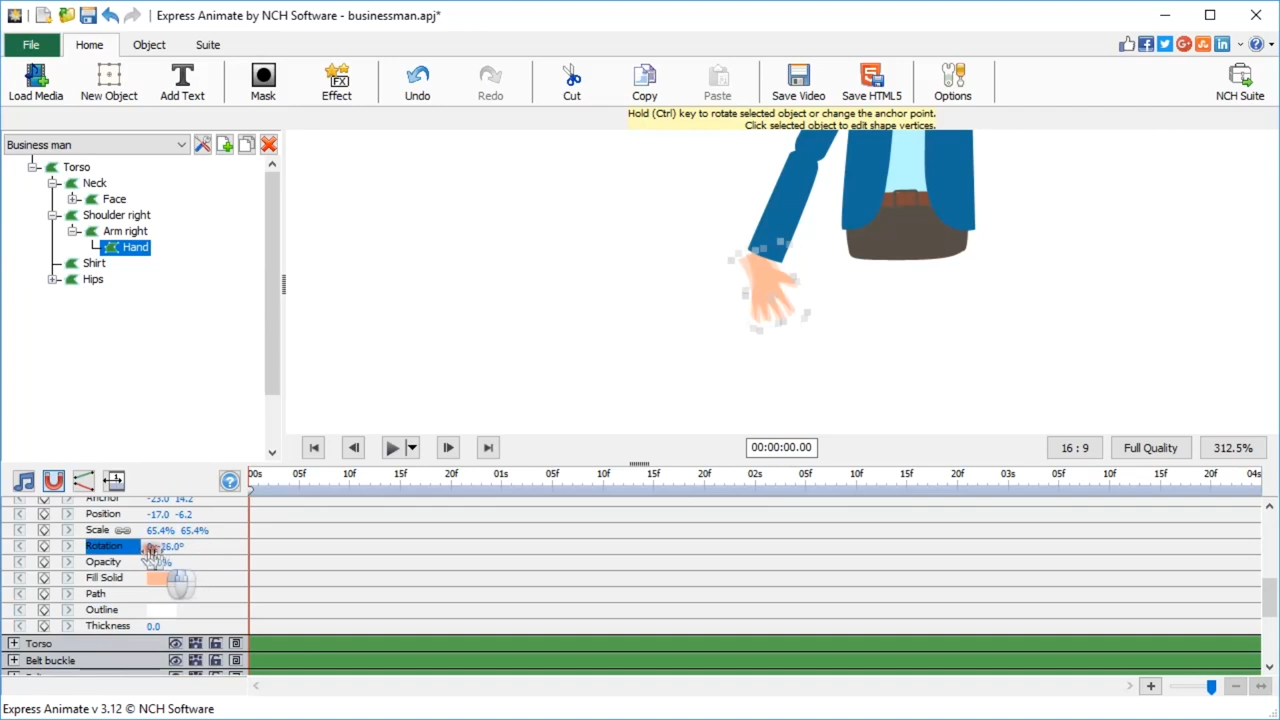 Express Animate by NCH Software - businessman.apj*
File Home Object Suite
Load Media New Object Add Text Mask Effect Undo Redo Cut Copy Paste Save Video Save HTML5 Options NCH Suite
Hold (Ctrl) key to rotate selected object or change the anchor point.
Click selected object to edit shape vertices.
Business man
Torso
Neck
Face
Shoulder right
Arm right
Hand
Shirt
Hips
00:00:00.00 16 : 9 Full Quality 312.5%
00s 05f 10f 15f 20f 01s 05f 10f 15f 20f 02s 05f 10f 15f 20f 03s 05f 10f 15f 20f 04s
Anchor -23.0 14.2
Position -17.0 -6.2
Scale 65.4% 65.4%
Rotation
Opacity
Fill Solid
Path
Outline
Thickness 0.0
Torso
Belt buckle
Express Animate v 3.12 © NCH Software